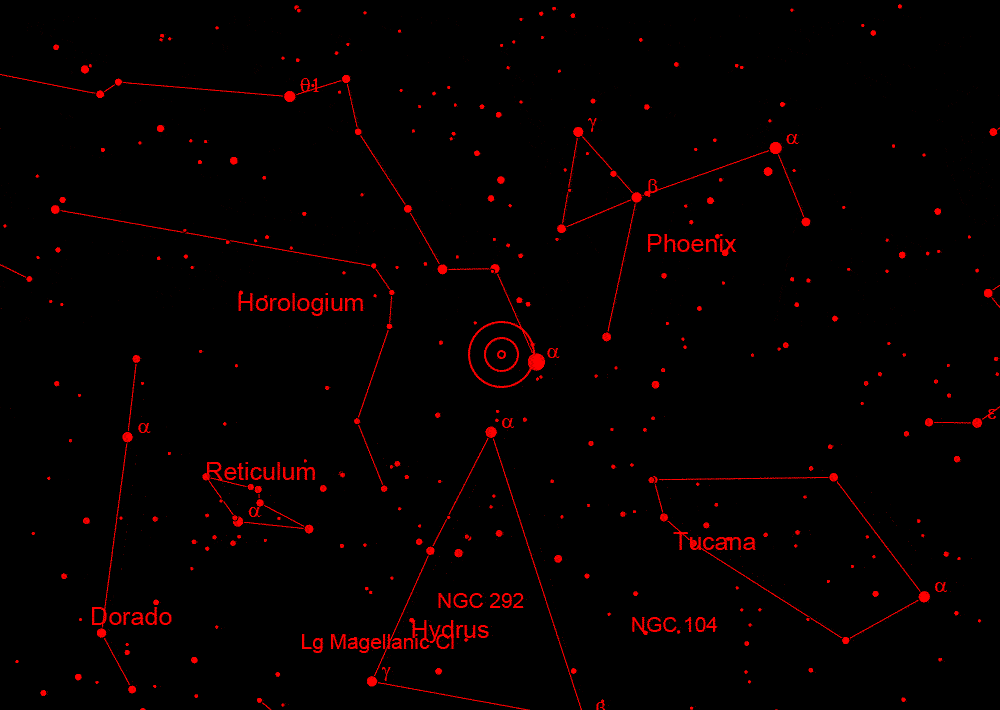 θ1
γ
α
β
Phoenix
Horologium
α
ε
α
α
Reticulum
α
Tucana
α
NGC 292
Dorado
NGC 104
Hydrus
Lg Magellanic Cl
γ
β